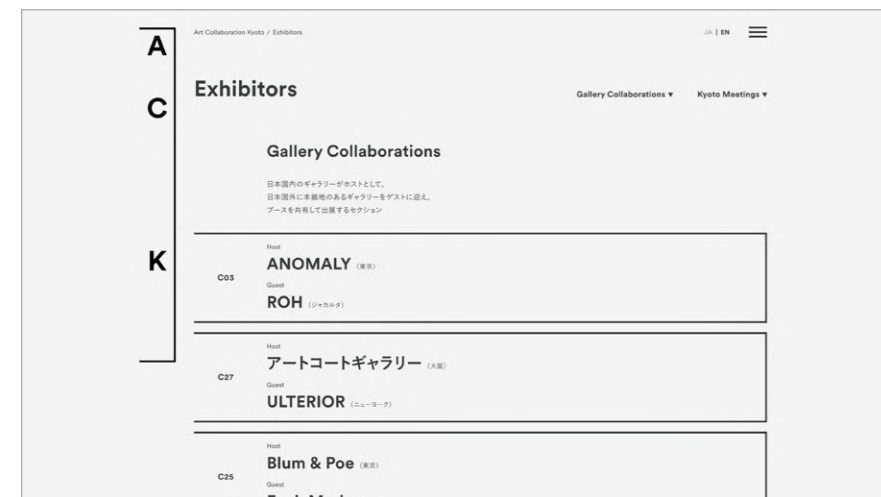 A
C
K
Art Collaboration Kyoto / Exhibitors
JA | EN
Exhibitors
Gallery Collaborations ▼
Kyoto Meetings ▼
Gallery Collaborations
日本国内のギャラリーがホストとして、
日本国外に本拠地のあるギャラリーをゲストに迎え、
ブースを共有して出展するセクション
C03
Host
ANOMALY (東京)
Guest
ROH (ジャカルタ)
C27
Host
アートコートギャラリー (大阪)
Guest
ULTERIOR (ニューヨーク)
C25
Host
Blum & Poe (東京)
Guest